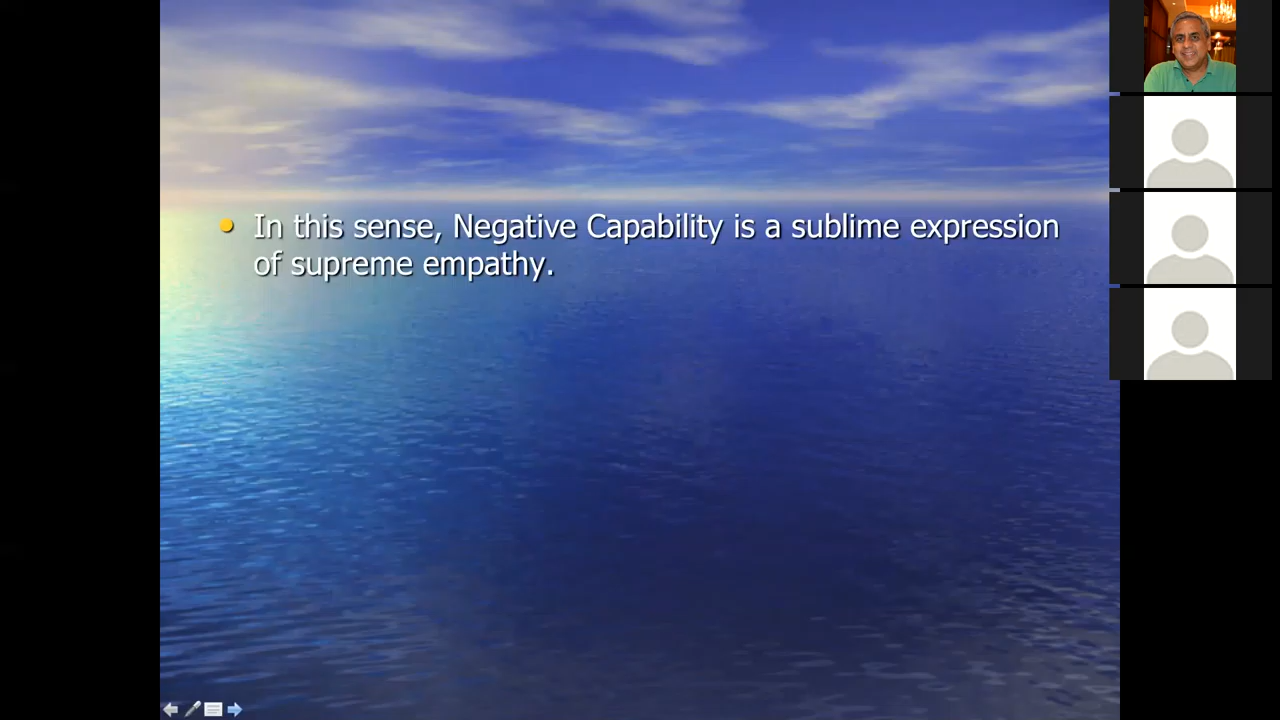 In this sense, Negative Capability is a sublime expression
of supreme empathy.